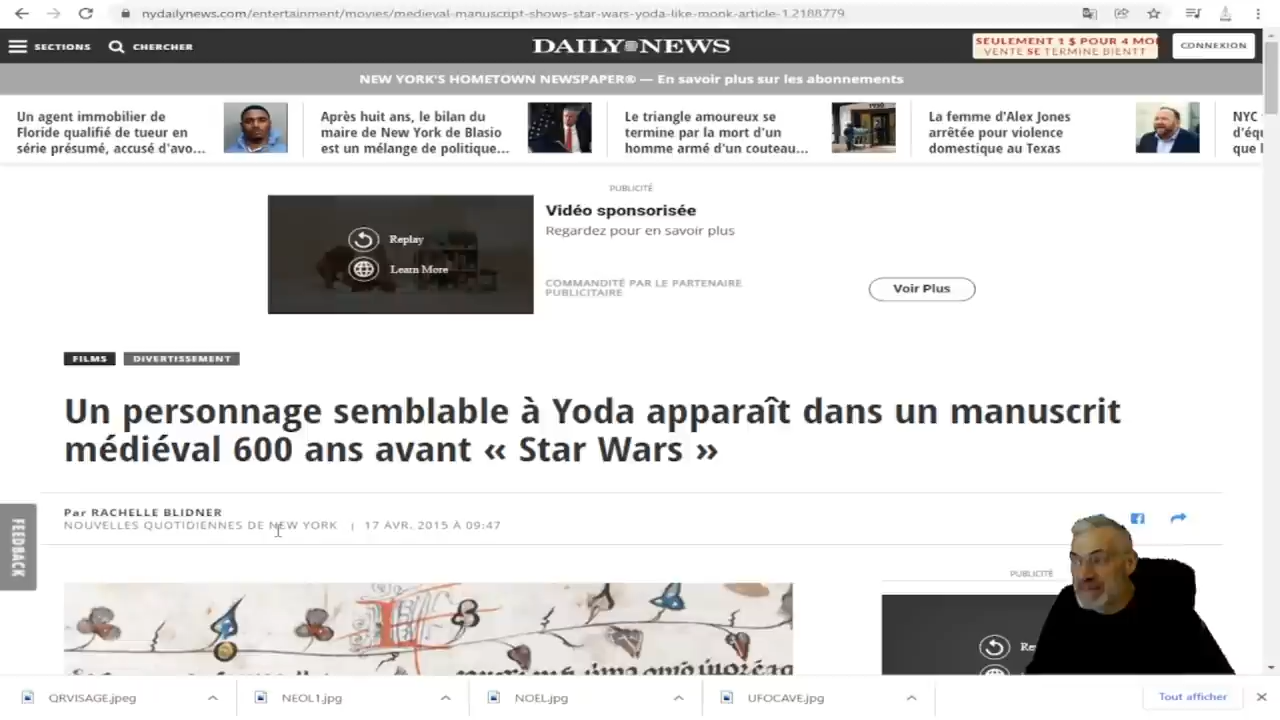 nydailynews.com/entertainment/movies/medieval-manuscript-shows-star-wars-yoda-like-monk-article-1.2188779
SECTIONS
CHERCHER
DAILY NEWS
SEULEMENT 1 $ POUR 4 MO
VENTE SE TERMINE BIENTT
CONNEXION
NEW YORK'S HOMETOWN NEWSPAPER® — En savoir plus sur les abonnements
Un agent immobilier de
Floride qualifié de tueur en
série présumé, accusé d'avo...
Après huit ans, le bilan du
maire de New York de Blasio
est un mélange de politique...
Le triangle amoureux se
termine par la mort d'un
homme armé d'un couteau...
La femme d'Alex Jones
arrêtée pour violence
domestique au Texas
NYC
d'éq
que l
PUBLICITÉ
Replay
Learn More
Vidéo sponsorisée
Regardez pour en savoir plus
COMMANDITÉ PAR LE PARTENAIRE
PUBLICITAIRE
Voir Plus
FILMS
DIVERTISSEMENT
Un personnage semblable à Yoda apparaît dans un manuscrit
médiéval 600 ans avant « Star Wars »
Par RACHELLE BLIDNER
NOUVELLES QUOTIDIENNES DE NEW YORK | 17 AVR. 2015 À 09:47
FEEDBACK
PUBLICITÉ
Re
L
QRVISAGE.jpeg
NEOL1.jpg
NOEL.jpg
UFOCAVE.jpg
Tout afficher